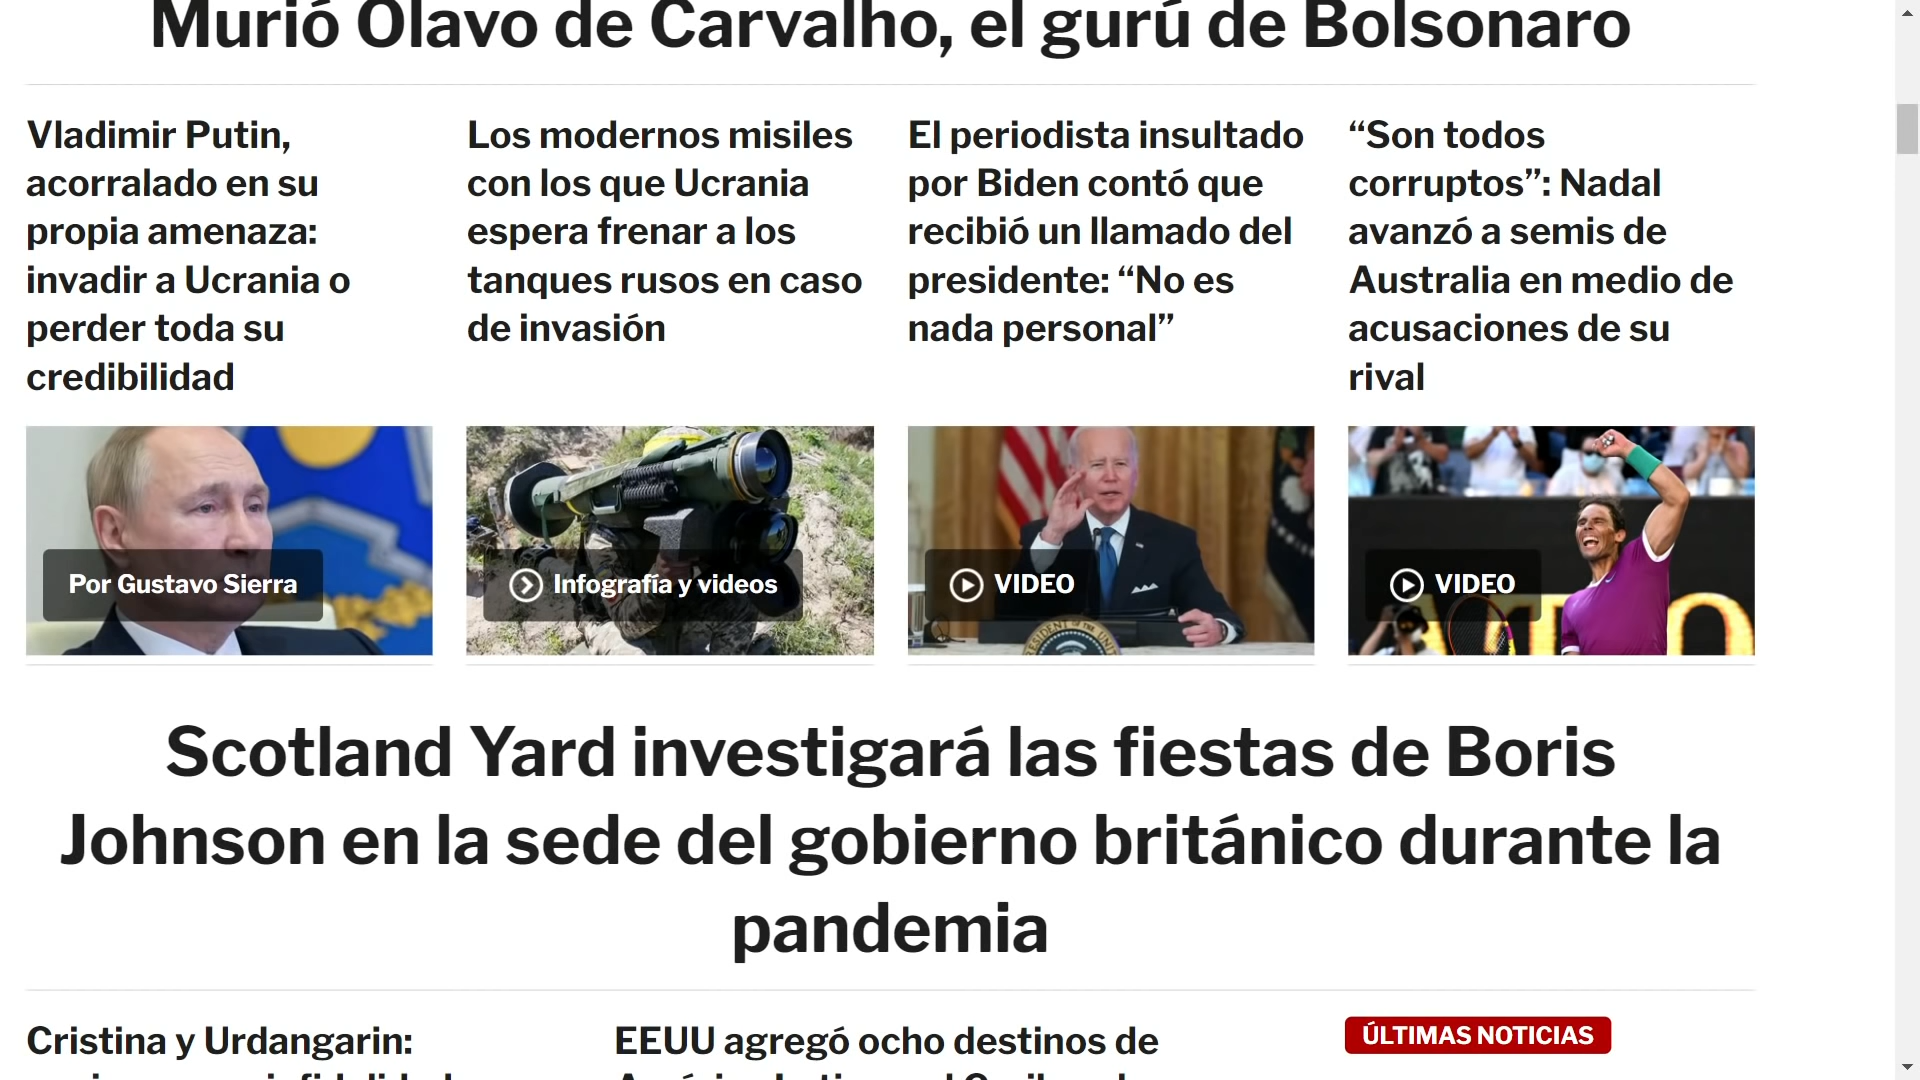 Murió Olavo de Carvalho, el gurú de Bolsonaro
Vladimir Putin,
acorralado en su
propia amenaza:
invadir a Ucrania o
perder toda su
credibilidad
Los modernos misiles
con los que Ucrania
espera frenar a los
tanques rusos en caso
de invasión
El periodista insultado
por Biden contó que
recibió un llamado del
presidente: “No es
nada personal”
“Son todos
corruptos”: Nadal
avanzó a semis de
Australia en medio de
acusaciones de su
rival
Por Gustavo Sierra
Infografía y videos
VIDEO
VIDEO
Scotland Yard investigará las fiestas de Boris
Johnson en la sede del gobierno británico durante la
pandemia
Cristina y Urdangarin:
EEUU agregó ocho destinos de
ÚLTIMAS NOTICIAS